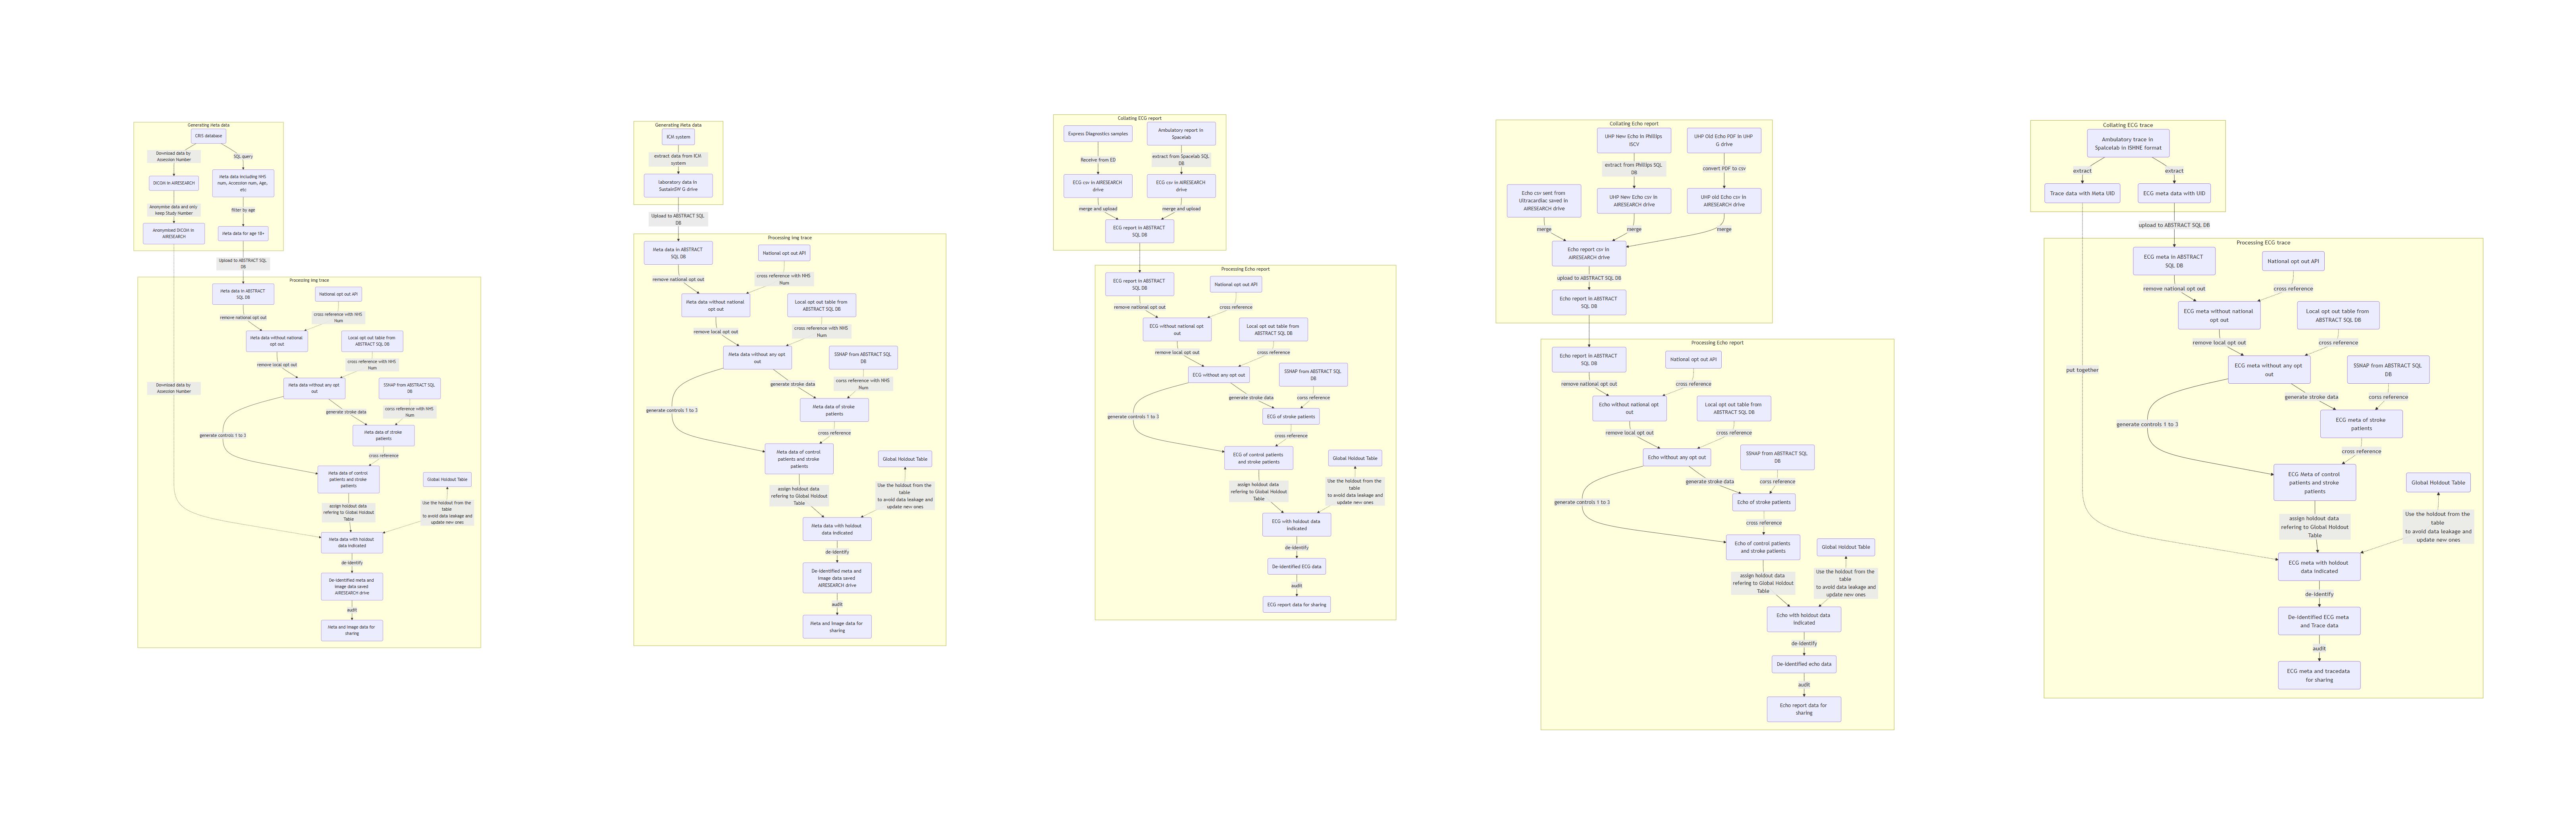 Generating Meta data
CRIS database
Download data by
Assession Number
SQL query
DICOM in AIRESEARCH
Meta data including NHS
num, Accession num, Age,
etc
Anonymise data and only
keep Study Number
filter by age
Anonymised DICOM in
AIRESEARCH
Meta data for age 18+
Upload to ABSTRACT SQL
DB
Processing img trace
Meta data in ABSTRACT
SQL DB
National opt out API
remove national opt out
cross reference with NHS
Num
Meta data without national
opt out
Local opt out table from
ABSTRACT SQL DB
remove local opt out
cross reference with NHS
Num
Download data by
Assession Number
Meta data without any opt
out
SSNAP from ABSTRACT SQL
DB
generate stroke data
corss reference with NHS
Num
generate controls 1 to 3
Meta data of stroke
patients
cross reference
Meta data of control
patients and stroke
patients
Global Holdout Table
assign holdout data
refering to Global Holdout
Table
Use the holdout from the
table
to avoid data leakage and
update new ones
Meta data with holdout
data indicated
de-identify
De-identified meta and
image data saved
AIRESEARCH drive
audit
Meta and image data for
sharing
Generating Meta data
ICM system
extract data from ICM
system
laboratory data in
SustainSW G drive
Upload to ABSTRACT SQL
DB
Processing img trace
Meta data in ABSTRACT
SQL DB
National opt out API
remove national opt out
cross reference with NHS
Num
Meta data without national
opt out
Local opt out table from
ABSTRACT SQL DB
remove local opt out
cross reference with NHS
Num
Meta data without any opt
out
SSNAP from ABSTRACT SQL
DB
generate stroke data
corss reference with NHS
Num
generate controls 1 to 3
Meta data of stroke
patients
cross reference
Meta data of control
patients and stroke
patients
Global Holdout Table
assign holdout data
refering to Global Holdout
Table
Use the holdout from the
table
to avoid data leakage and
update new ones
Meta data with holdout
data indicated
de-identify
De-identified meta and
image data saved
AIRESEARCH drive
audit
Meta and image data for
sharing
Collating ECG report
Express Diagnostics samples
Ambulatory report in
Spacelab
Receive from ED
extract from Spacelab SQL
DB
ECG csv in AIRESEARCH
drive
ECG csv in AIRESEARCH
drive
merge and upload
merge and upload
ECG report in ABSTRACT
SQL DB
Processing Echo report
ECG report in ABSTRACT
SQL DB
National opt out API
remove national opt out
cross reference
ECG without national opt
out
Local opt out table from
ABSTRACT SQL DB
remove local opt out
cross reference
ECG without any opt out
SSNAP from ABSTRACT SQL
DB
generate stroke data
corss reference
generate controls 1 to 3
ECG of stroke patients
cross reference
ECG of control patients
and stroke patients
Global Holdout Table
assign holdout data
refering to Global Holdout
Table
Use the holdout from the
table
to avoid data leakage and
update new ones
ECG with holdout data
indicated
de-identify
De-identified ECG data
audit
ECG report data for sharing
Collating Echo report
UHP New Echo in Phillips
ISCV
UHP Old Echo PDF in UHP
G drive
extract from Phillips SQL
DB
convert PDF to csv
Echo csv sent from
Ultracardiac saved in
AIRESEARCH drive
UHP New Echo csv in
AIRESEARCH drive
UHP old Echo csv in
AIRESEARCH drive
merge
merge
merge
Echo report csv in
AIRESEARCH drive
upload to ABSTRACT SQL DB
Echo report in ABSTRACT
SQL DB
Processing Echo report
Echo report in ABSTRACT
SQL DB
National opt out API
remove national opt out
cross reference
Echo without national opt
out
Local opt out table from
ABSTRACT SQL DB
remove local opt out
cross reference
Echo without any opt out
SSNAP from ABSTRACT SQL
DB
generate stroke data
corss reference
generate controls 1 to 3
Echo of stroke patients
cross reference
Echo of control patients
and stroke patients
Global Holdout Table
assign holdout data
refering to Global Holdout
Table
Use the holdout from the
table
to avoid data leakage and
update new ones
Echo with holdout data
indicated
de-identify
De-identified echo data
audit
Echo report data for
sharing
Collating ECG trace
Ambulatory trace in
Spalcelab in ISHNE format
extract
extract
Trace data with Meta UID
ECG meta data with UID
upload to ABSTRACT SQL DB
Processing ECG trace
ECG meta in ABSTRACT
SQL DB
National opt out API
remove national opt out
cross reference
ECG meta without national
opt out
Local opt out table from
ABSTRACT SQL DB
remove local opt out
cross reference
put together
ECG meta without any opt
out
SSNAP from ABSTRACT SQL
DB
generate stroke data
corss reference
generate controls 1 to 3
ECG meta of stroke
patients
cross reference
ECG Meta of control
patients and stroke
patients
Global Holdout Table
assign holdout data
refering to Global Holdout
Table
Use the holdout from the
table
to avoid data leakage and
update new ones
ECG meta with holdout
data indicated
de-identify
De-identified ECG meta
and Trace data
audit
ECG meta and tracedata
for sharing